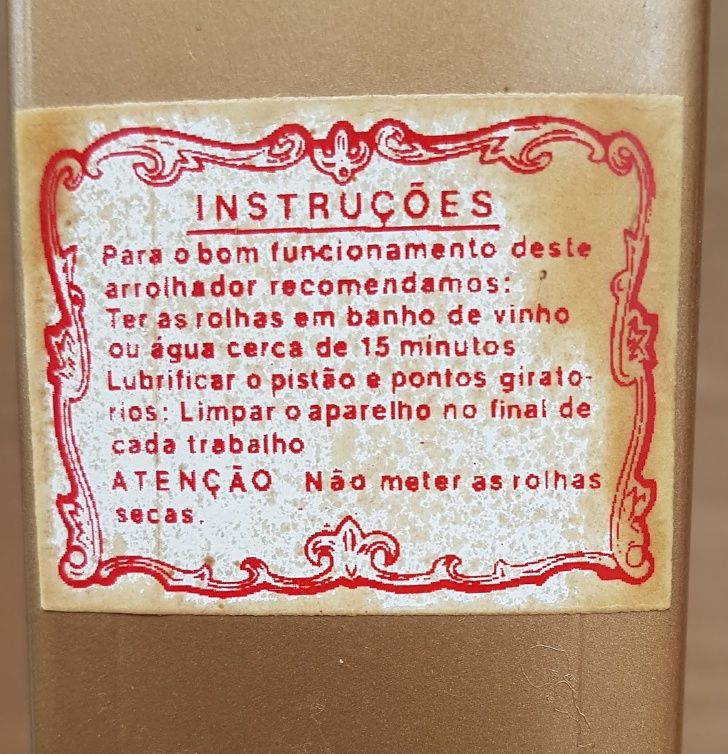 INSTRUÇÕES
Para o bom funcionamento deste
arrolhador recomendamos:
Ter as rolhas em banho de vinho
ou água cerca de 15 minutos
Lubrificar o pistão e pontos girato-
rios: Limpar o aparelho no final de
cada trabalho
ATENÇÃO Não meter as rolhas
secas.